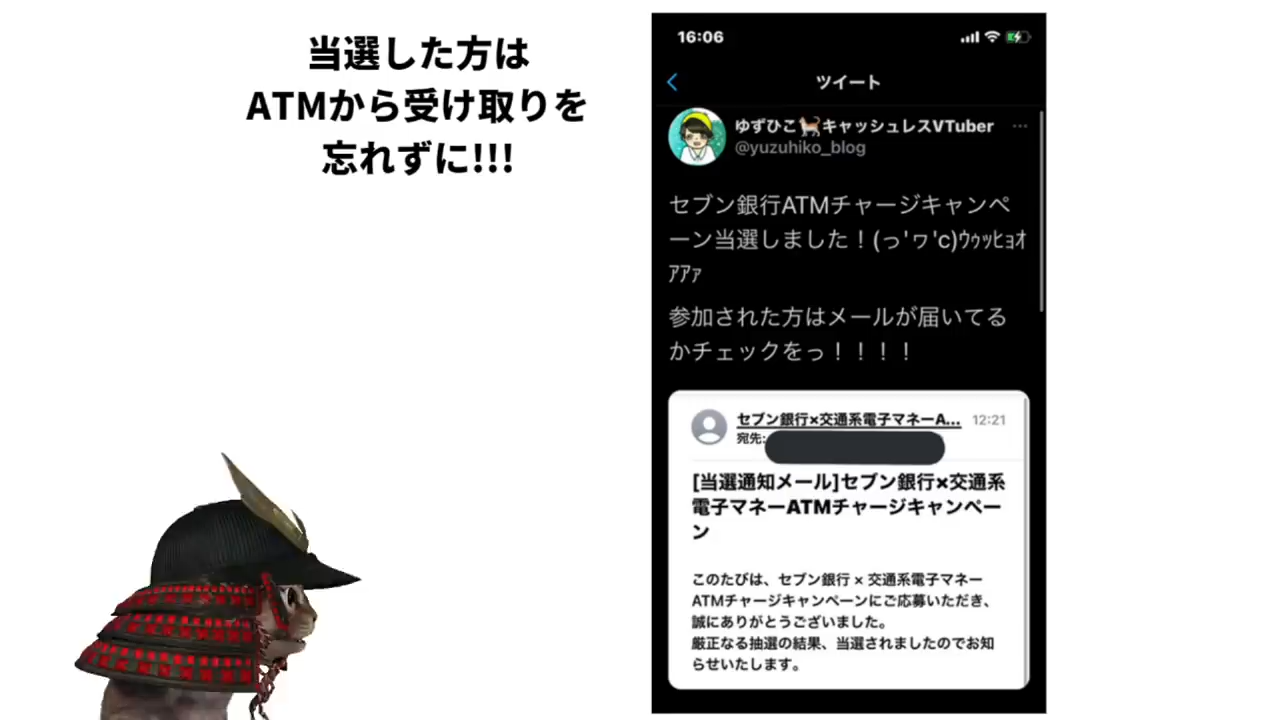 当選した方は
ATMから受け取りを
忘れずに!!!
16:06
ツイート
ゆずひこ🐈キャッシュレスVTuber
@yuzuhiko_blog
セブン銀行ATMチャージキャンペ
ーン当選しました！(っ'ヮ'c)ｳｩｯﾋｮｵ
ｱｱｧ
参加された方はメールが届いてる
かチェックをっ！！！！
セブン銀行×交通系電子マネーA...
12:21
宛先:
[当選通知メール]セブン銀行×交通系
電子マネーATMチャージキャンペー
ン
このたびは、セブン銀行 × 交通系電子マネー
ATMチャージキャンペーンにご応募いただき、
誠にありがとうございました。
厳正なる抽選の結果、当選されましたのでお知
らせいたします。